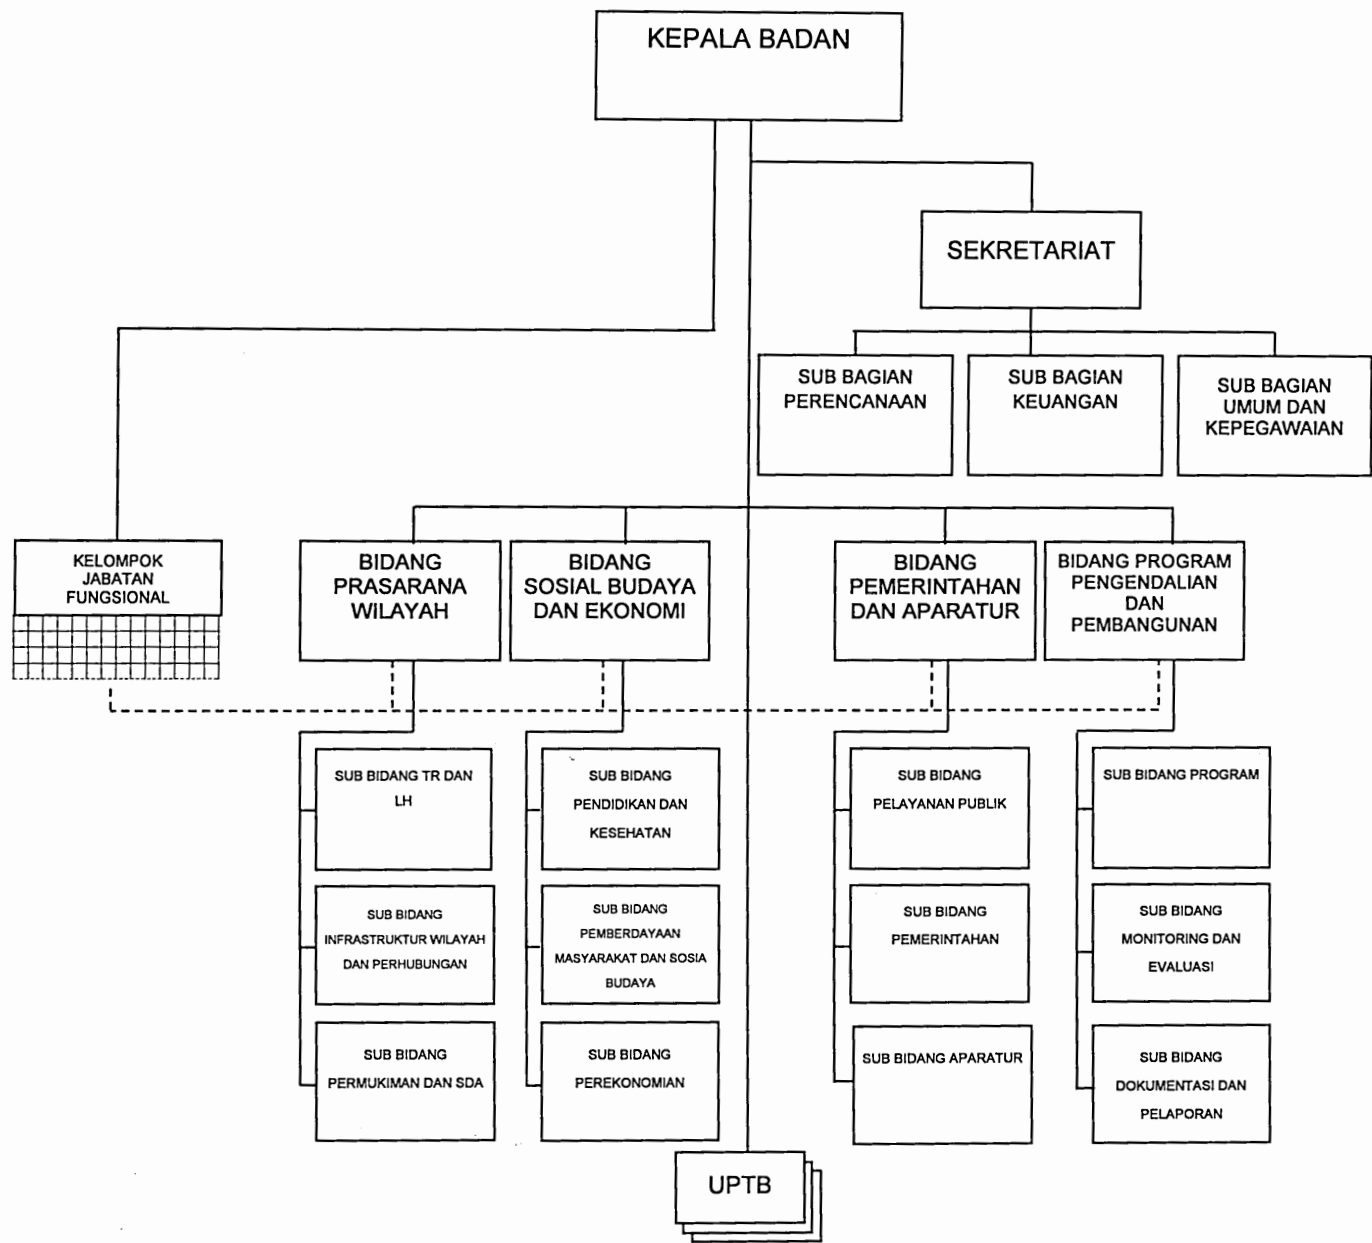 KEPALA BADAN
SEKRETARIAT
SUB BAGIAN
PERENCANAAN
SUB BAGIAN
KEUANGAN
SUB BAGIAN
UMUM DAN
KEPEGAWAIAN
KELOMPOK
JABATAN
FUNGSIONAL
BIDANG
PRASARANA
WILAYAH
BIDANG
SOSIAL BUDAYA
DAN EKONOMI
BIDANG
PEMERINTAHAN
DAN APARATUR
BIDANG PROGRAM
PENGENDALIAN
DAN
PEMBANGUNAN
SUB BIDANG TR DAN
LH
SUB BIDANG
INFRASTRUKTUR WILAYAH
DAN PERHUBUNGAN
SUB BIDANG
PERMUKIMAN DAN SDA
SUB BIDANG
PENDIDIKAN DAN
KESEHATAN
SUB BIDANG
PEMBERDAYAAN
MASYARAKAT DAN SOSIA
BUDAYA
SUB BIDANG
PEREKONOMIAN
SUB BIDANG
PELAYANAN PUBLIK
SUB BIDANG
PEMERINTAHAN
SUB BIDANG APARATUR
SUB BIDANG PROGRAM
SUB BIDANG
MONITORING DAN
EVALUASI
SUB BIDANG
DOKUMENTASI DAN
PELAPORAN
UPTB